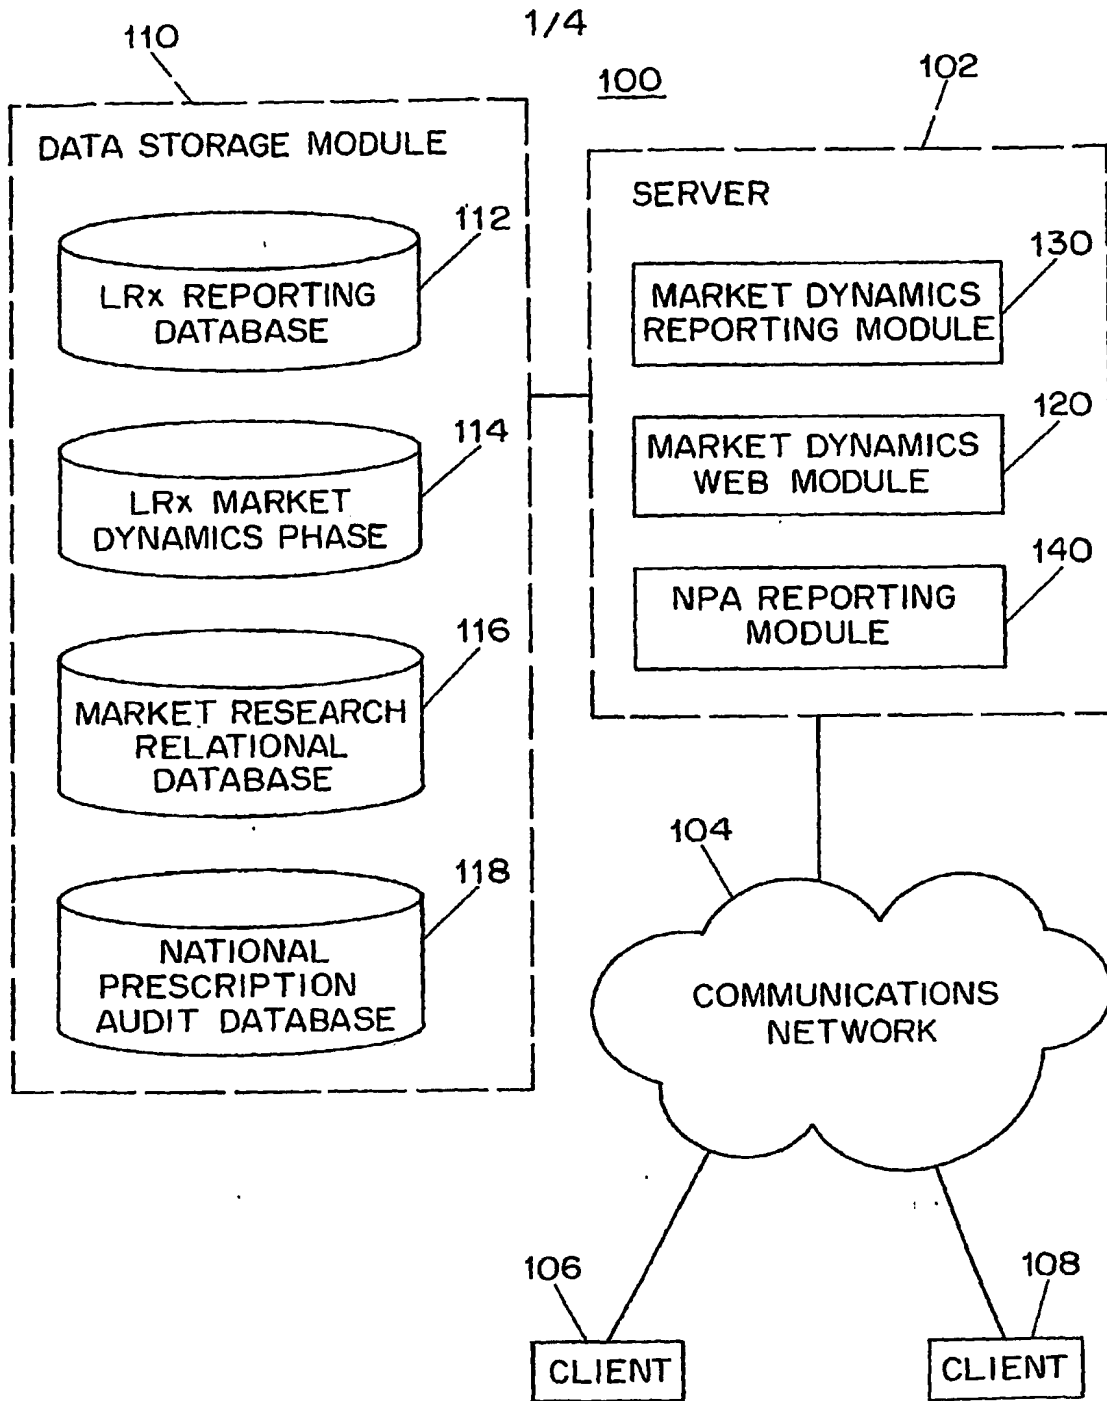 1/4
110
100
102
DATA STORAGE MODULE
112
LRx REPORTING
DATABASE
114
LRx MARKET
DYNAMICS PHASE
116
MARKET RESEARCH
RELATIONAL
DATABASE
118
NATIONAL
PRESCRIPTION
AUDIT DATABASE
SERVER
130
MARKET DYNAMICS
REPORTING MODULE
120
MARKET DYNAMICS
WEB MODULE
140
NPA REPORTING
MODULE
104
COMMUNICATIONS
NETWORK
106
CLIENT
108
CLIENT